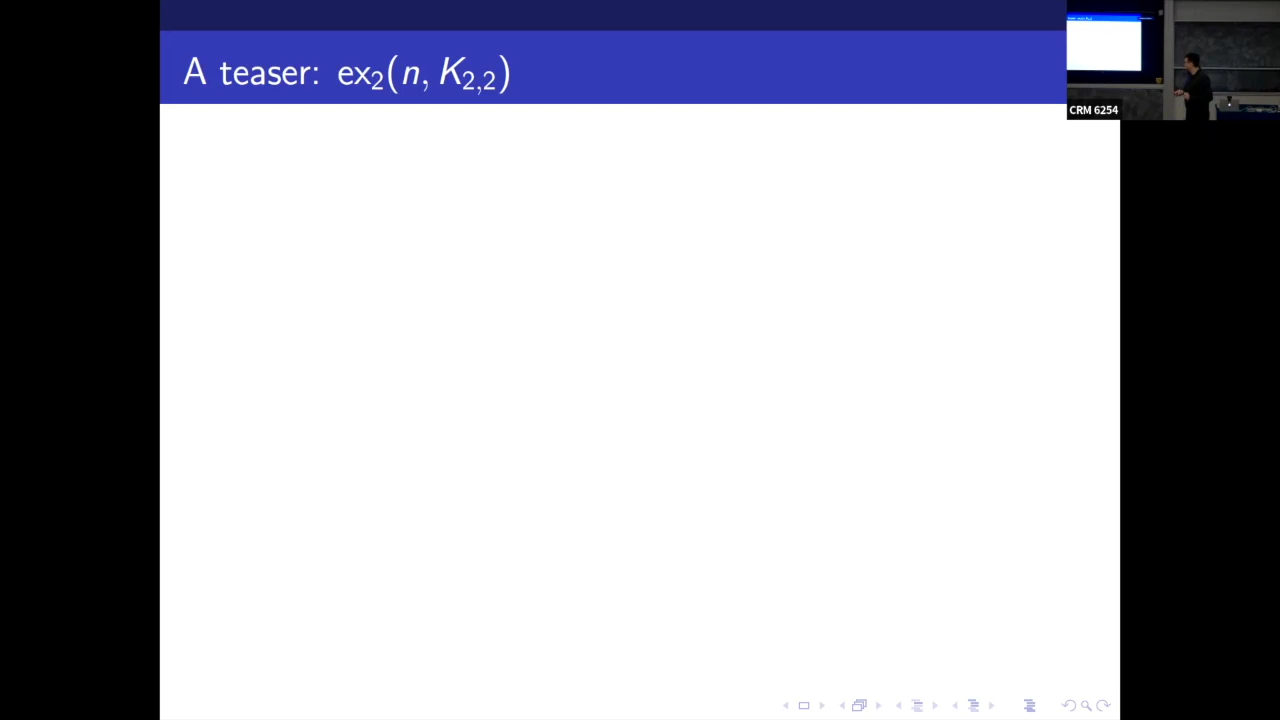 A teaser: ex₂(n, K₂,₂)
CRM 6254